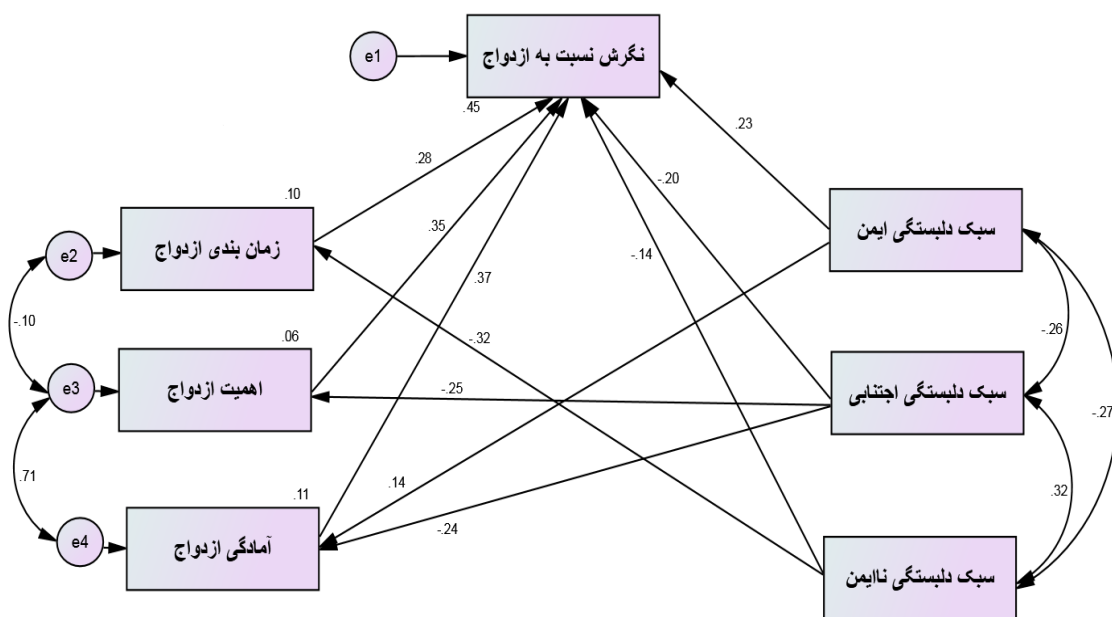 e1
نگرش نسبت به ازدواج
.45
.23
.28
-.20
.10
.35
سبک دلبستگی ایمن
e2
زمان بندی ازدواج
-.14
.37
-.10
.06
-.32
-.26
e3
اهمیت ازدواج
-.25
سبک دلبستگی اجتنابی
-.27
.71
.11
.14
.32
-.24
e4
آمادگی ازدواج
سبک دلبستگی ناایمن